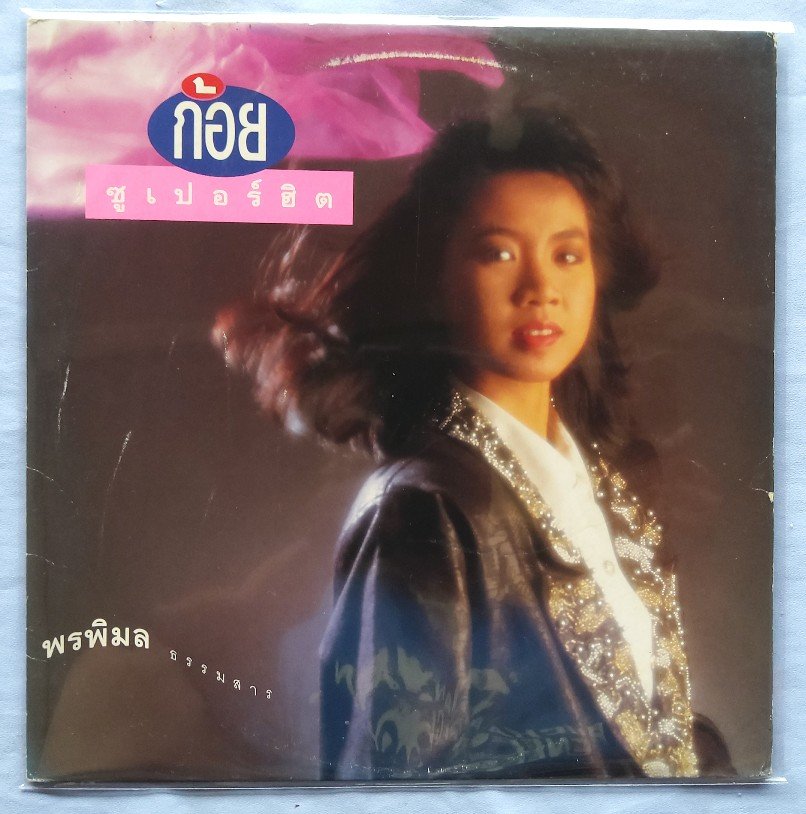 ก้อย
ซูเปอร์ฮิต
พรพิมล
ธรรมสาร